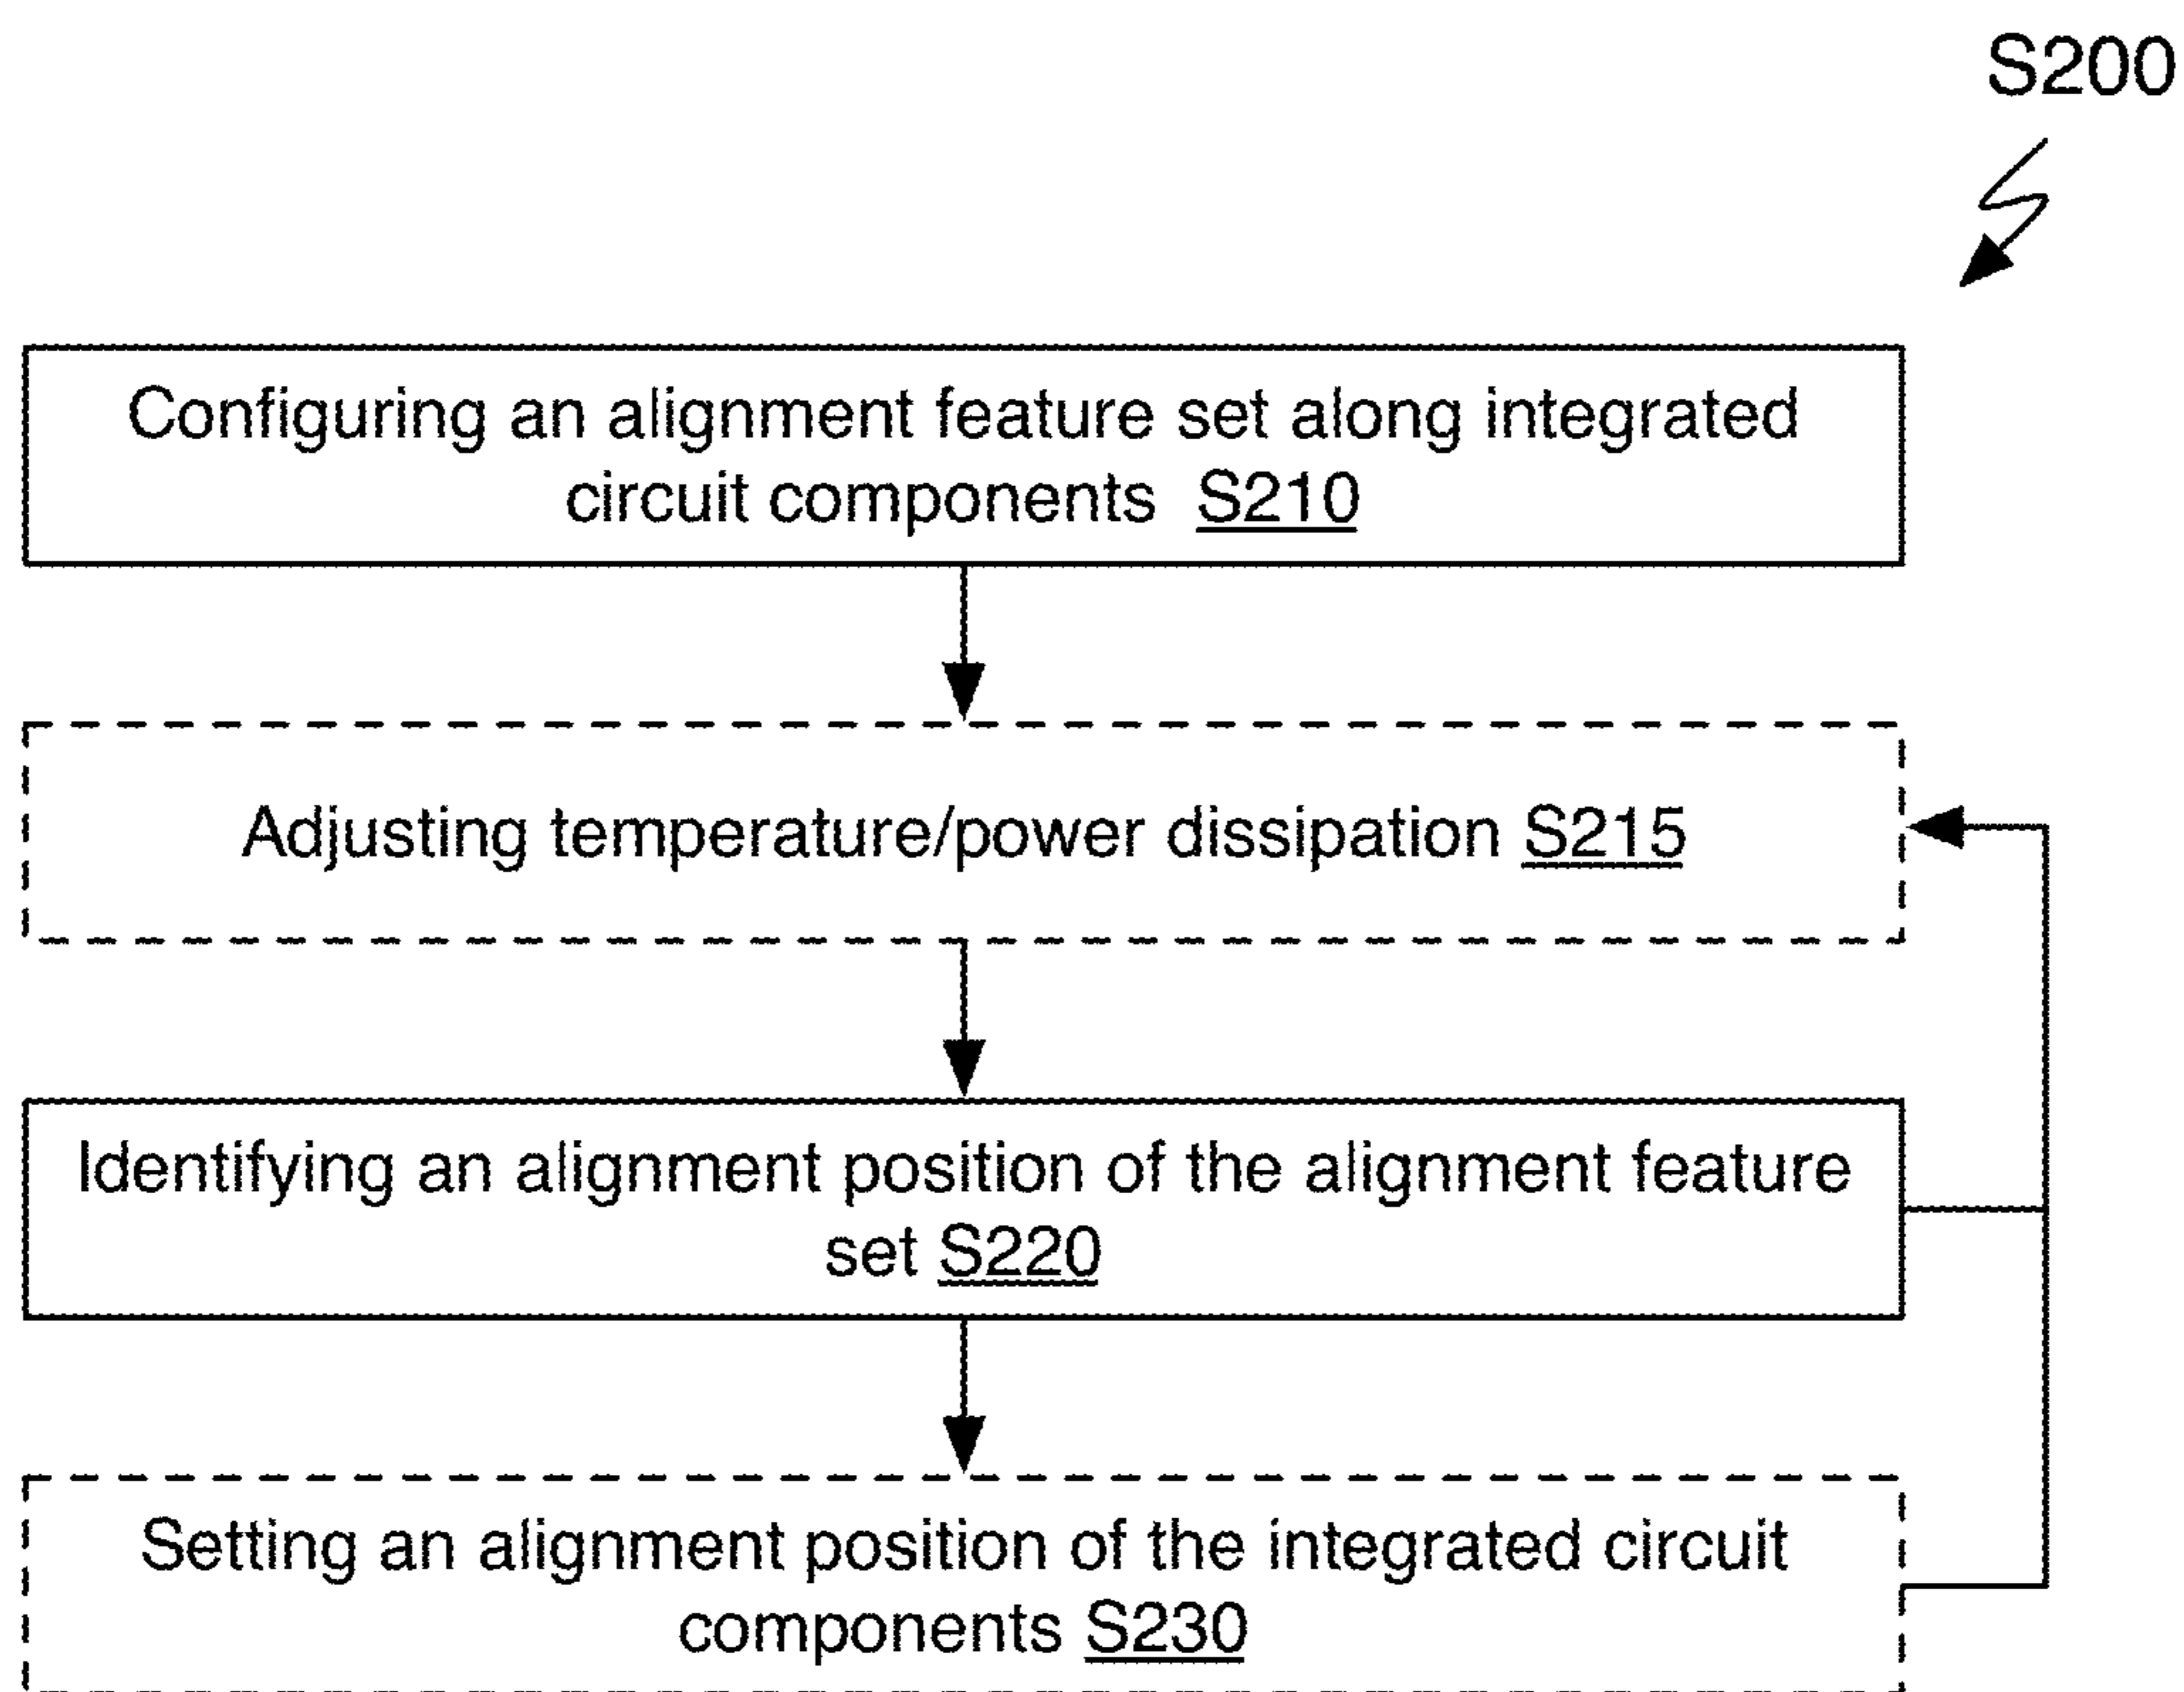 S200
Configuring an alignment feature set along integrated
circuit components S210
Adjusting temperature/power dissipation S215
Identifying an alignment position of the alignment feature
set S220
Setting an alignment position of the integrated circuit
components S230